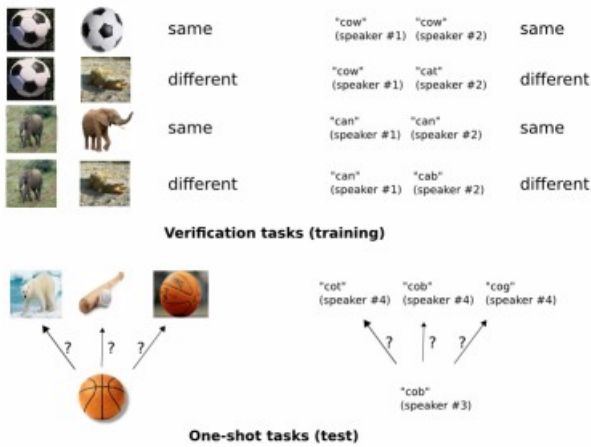 same "cow" "cow" same
(speaker #1) (speaker #2)
different "cow" "cat" different
(speaker #1) (speaker #2)
same "can" "can" same
(speaker #1) (speaker #2)
different "can" "cab" different
(speaker #1) (speaker #2)
Verification tasks (training)
"cot" "cob" "cog"
(speaker #4) (speaker #4) (speaker #4)
? ? ? ? ? ?
"cob"
(speaker #3)
One-shot tasks (test)